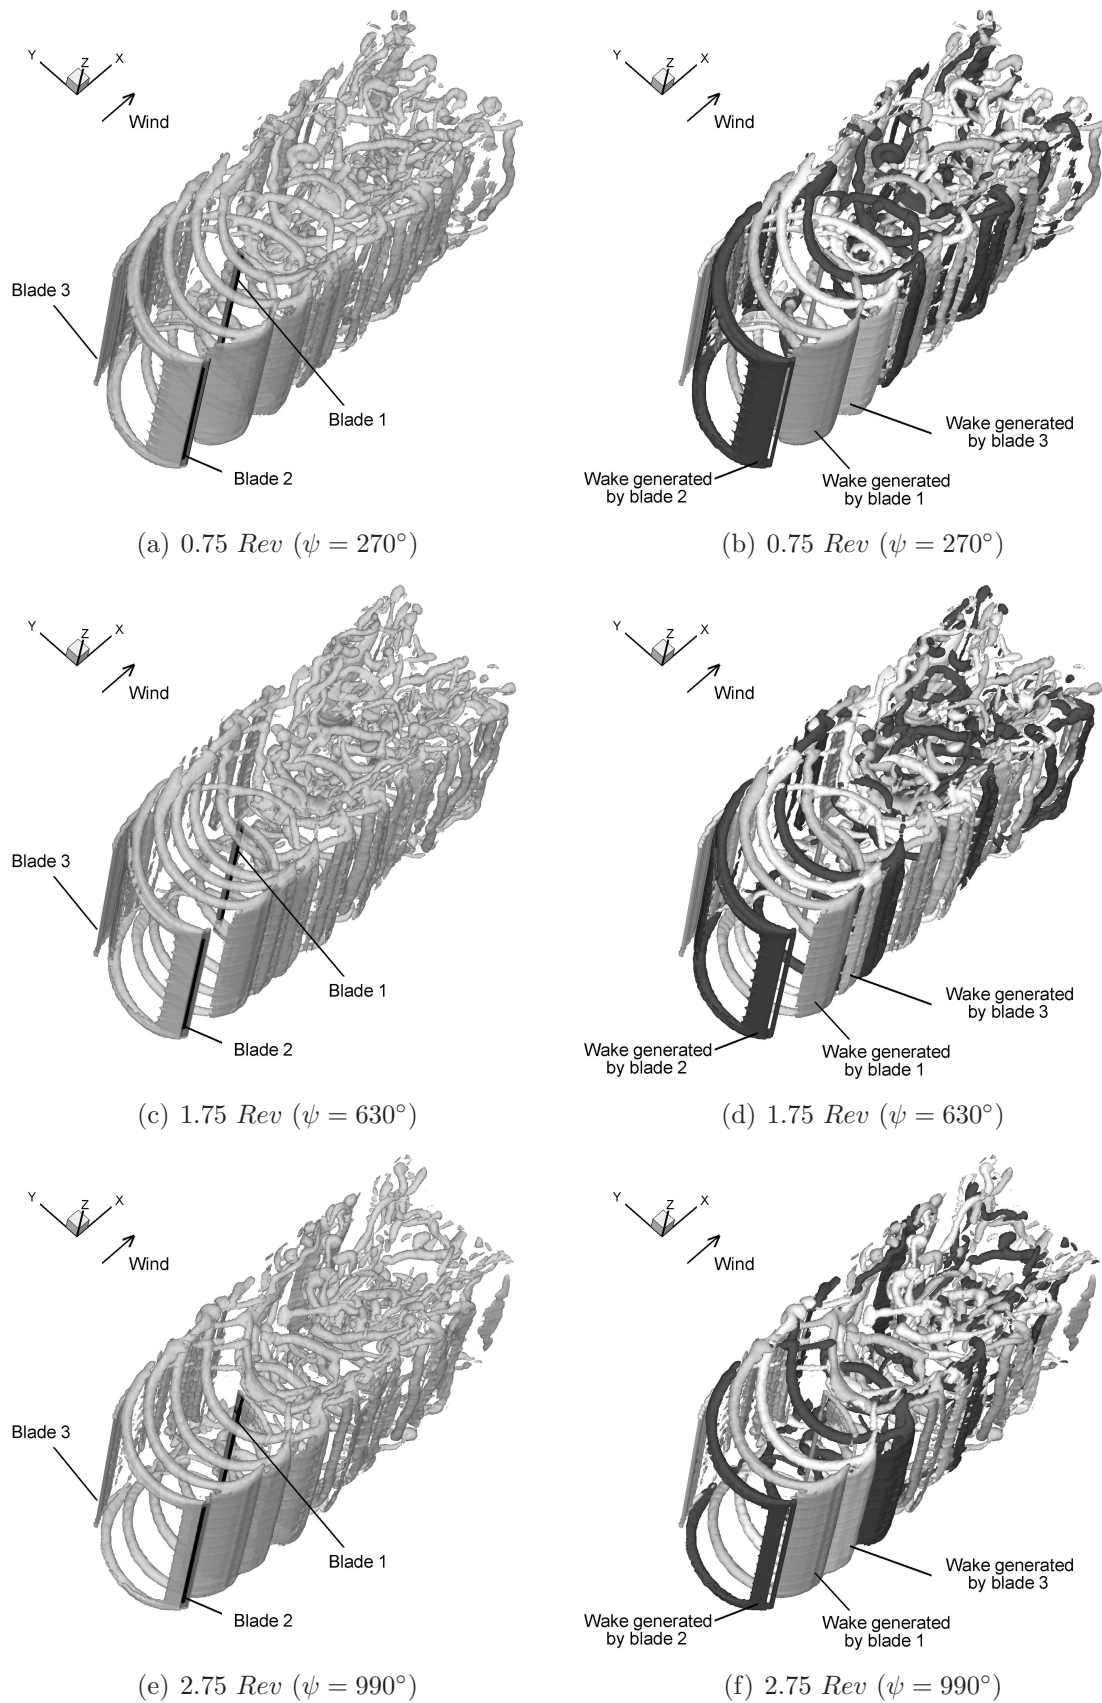 Y Z X
Wind
Blade 3
Blade 1
Blade 2
(a) 0.75 Rev (ψ = 270°)
Y Z X
Wind
Wake generated
by blade 3
Wake generated
by blade 2
Wake generated
by blade 1
(b) 0.75 Rev (ψ = 270°)
Y Z X
Wind
Blade 3
Blade 1
Blade 2
(c) 1.75 Rev (ψ = 630°)
Y Z X
Wind
Wake generated
by blade 3
Wake generated
by blade 2
Wake generated
by blade 1
(d) 1.75 Rev (ψ = 630°)
Y Z X
Wind
Blade 3
Blade 1
Blade 2
(e) 2.75 Rev (ψ = 990°)
Y Z X
Wind
Wake generated
by blade 3
Wake generated
by blade 2
Wake generated
by blade 1
(f) 2.75 Rev (ψ = 990°)